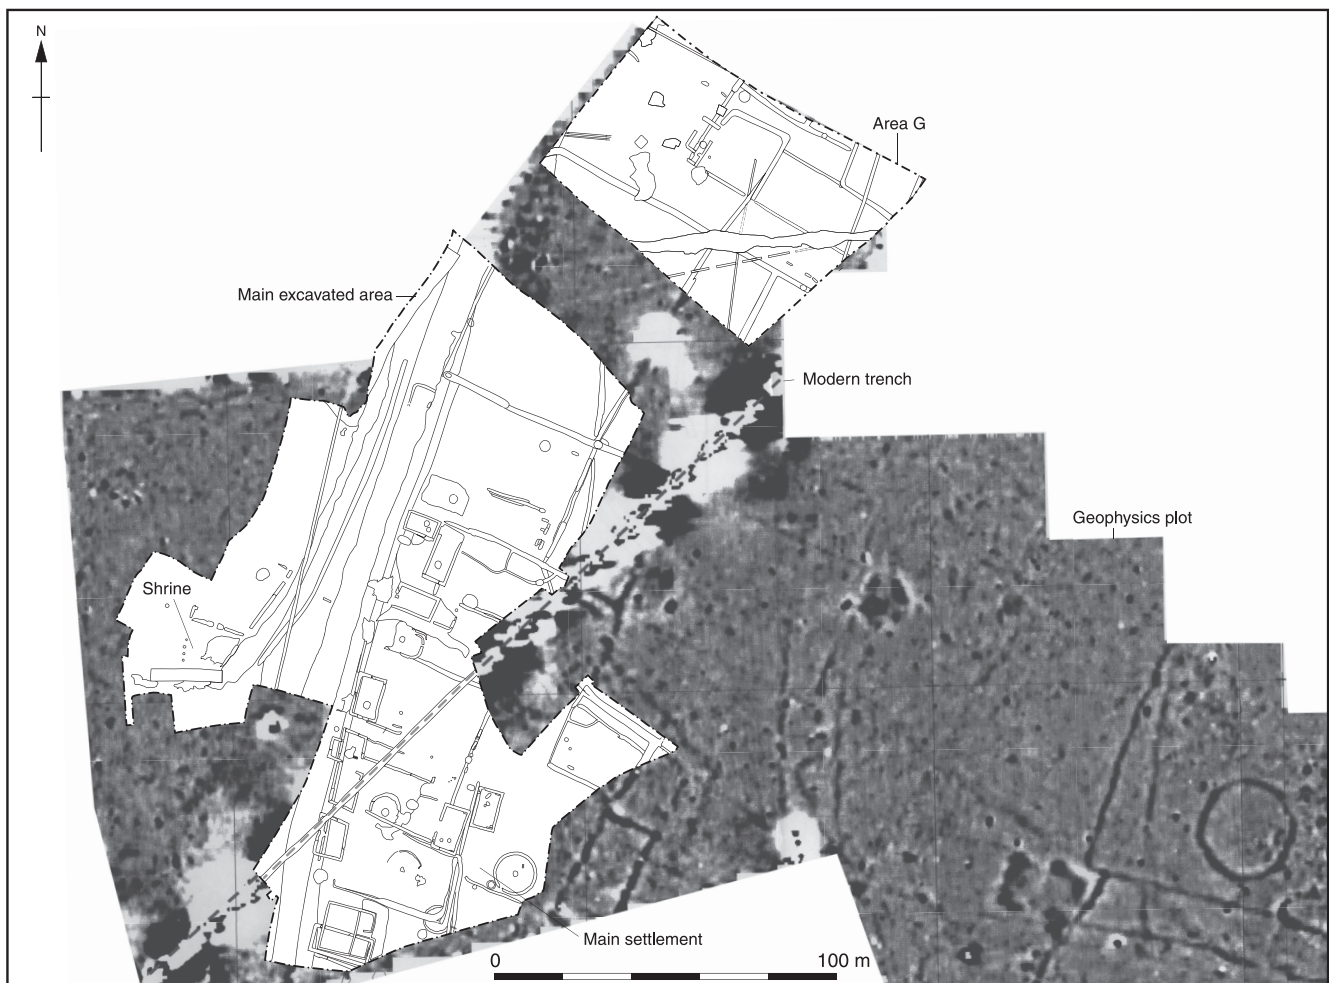 N
Area G
Main excavated area
Modern trench
Geophysics plot
Shrine
Main settlement
0
100 m